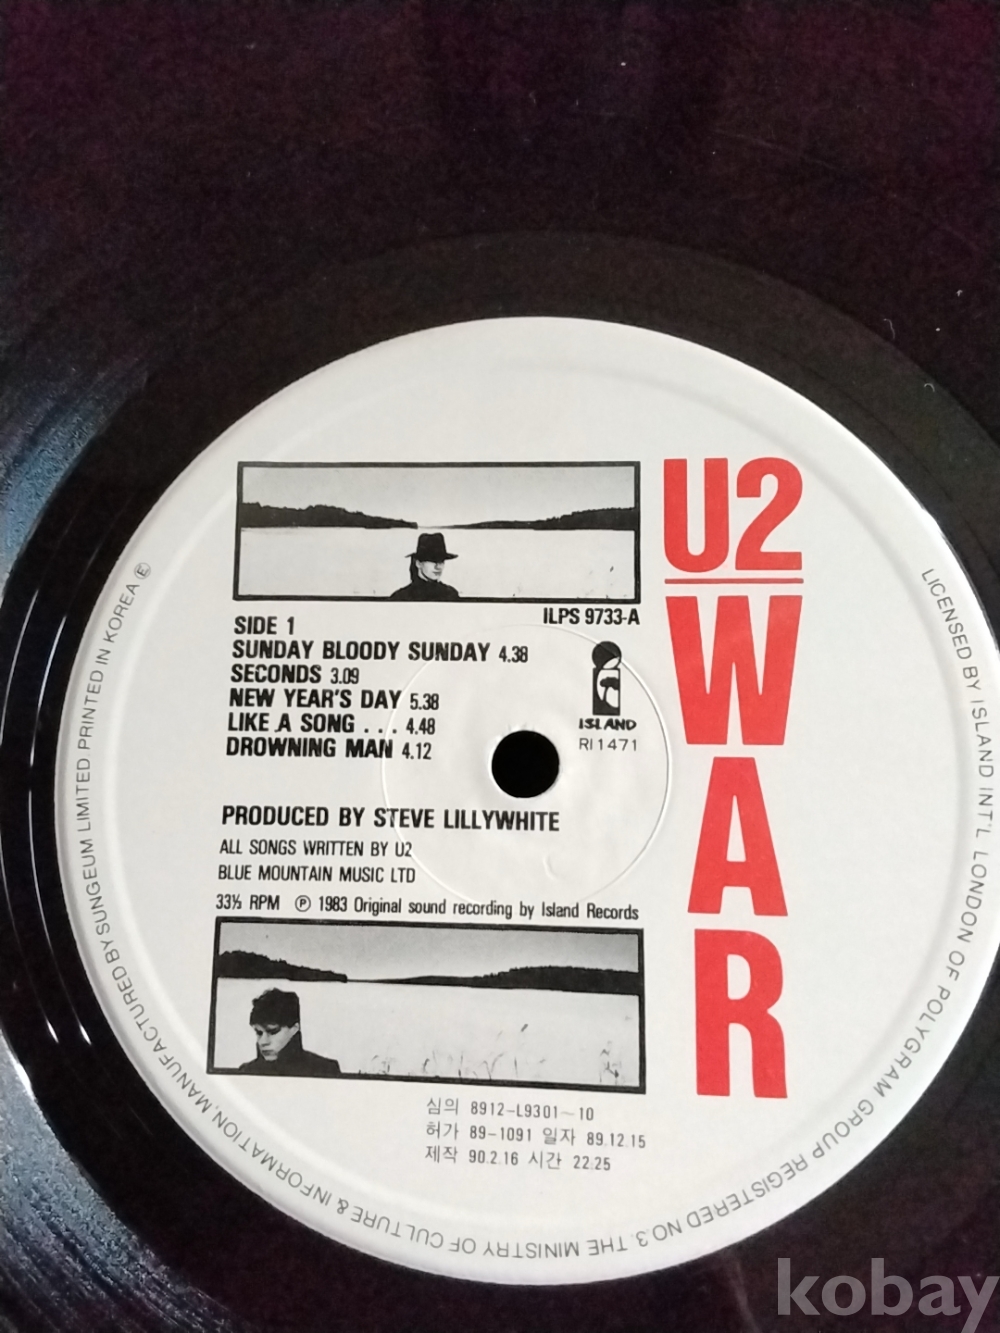 U2
WAR
ILPS 9733-A
SIDE 1
SUNDAY BLOODY SUNDAY 4.38
SECONDS 3.09
NEW YEAR'S DAY 5.38
LIKE A SONG . . . 4.48
DROWNING MAN 4.12
ISLAND
RI 1471
PRODUCED BY STEVE LILLYWHITE
ALL SONGS WRITTEN BY U2
BLUE MOUNTAIN MUSIC LTD
33⅓ RPM ℗ 1983 Original sound recording by Island Records
심의 8912-L9301~10
허가 89-1091 일자 89.12.15
제작 90.2.16 시간 22.25
LICENSED BY ISLAND INT'L LONDON OF POLYGRAM GROUP REGISTERED NO.3. THE MINISTRY OF CULTURE & INFORMATION, MANUFACTURED BY SUNGEUM LIMITED PRINTED IN KOREA Ⓔ
kobay